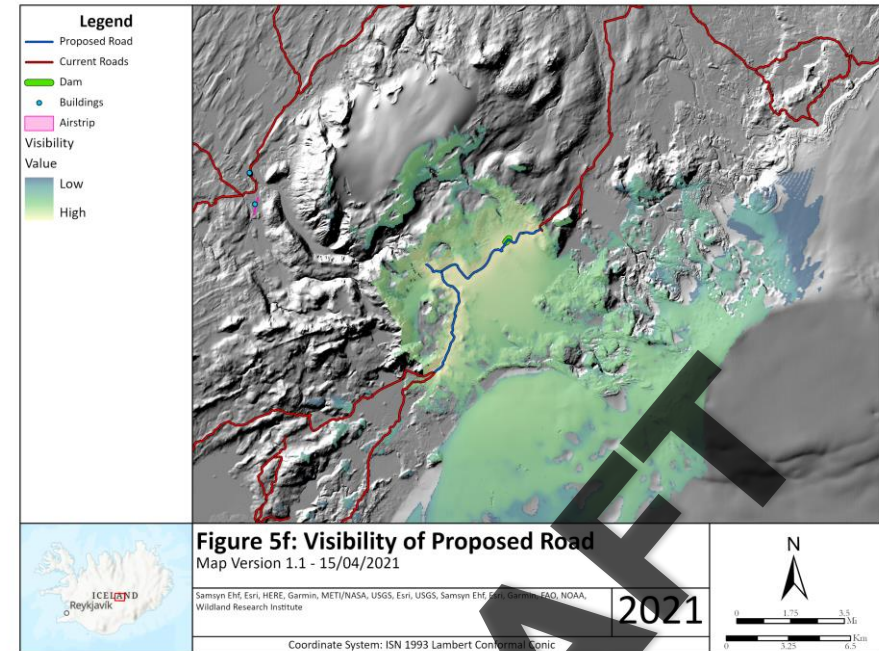 Legend
Proposed Road
Current Roads
Dam
Buildings
Airstrip
Visibility
Value
Low
High
ICELAND
Reykjavík
Figure 5f: Visibility of Proposed Road
Map Version 1.1 - 15/04/2021
Samsyn Ehf, Esri, HERE, Garmin, METI/NASA, USGS, Esri, USGS, Samsyn Ehf, Esri, Garmin, FAO, NOAA,
Wildland Research Institute
2021
Coordinate System: ISN 1993 Lambert Conformal Conic
N
0 1.75 3.5
Mi
Km
0 3.25 6.5
AFT